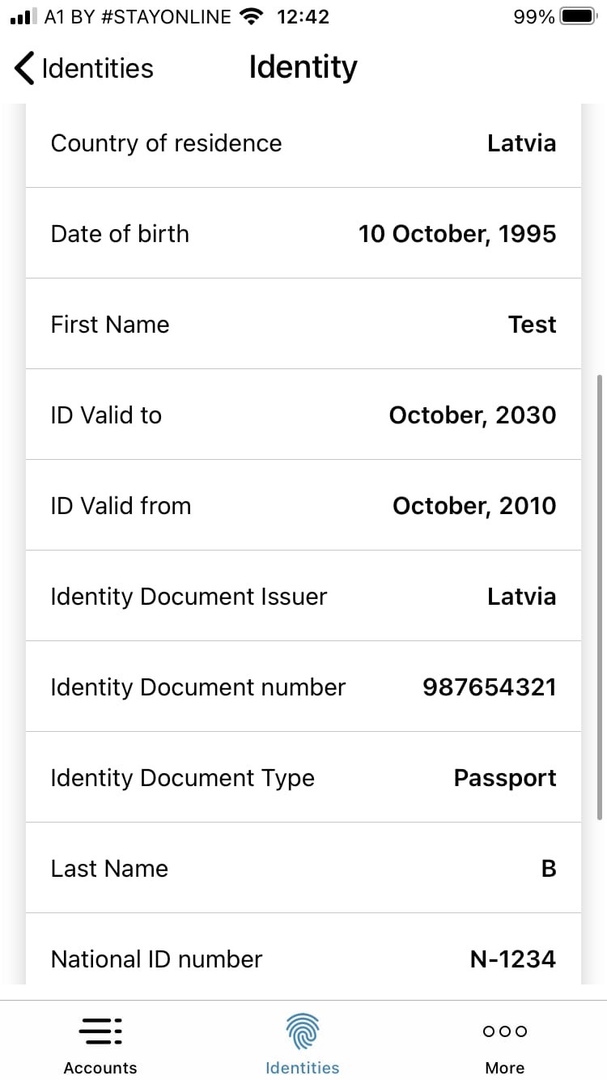 A1 BY #STAYONLINE 12:42 99%
Identities Identity
Country of residence Latvia
Date of birth 10 October, 1995
First Name Test
ID Valid to October, 2030
ID Valid from October, 2010
Identity Document Issuer Latvia
Identity Document number 987654321
Identity Document Type Passport
Last Name B
National ID number N-1234
Accounts Identities More